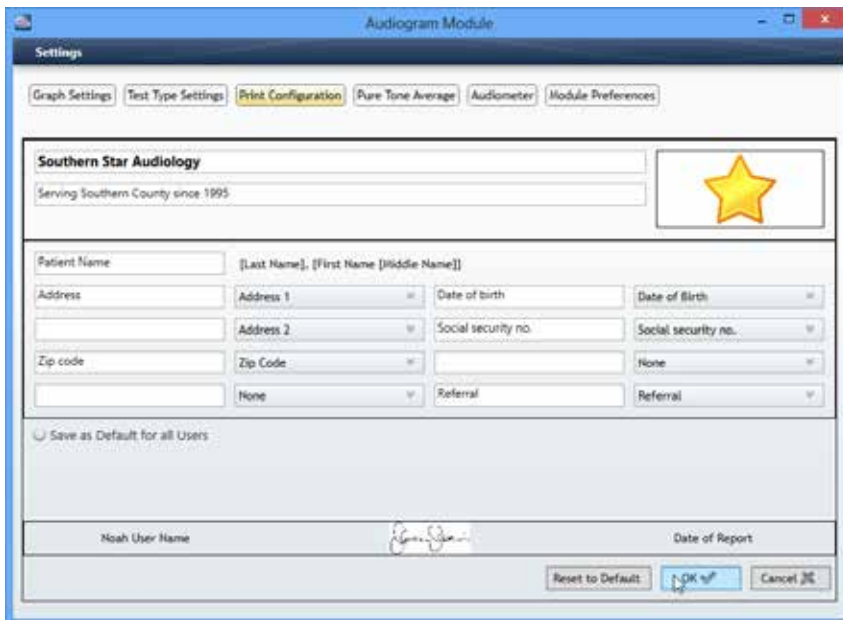 Audiogram Module
Settings
Graph Settings Test Type Settings Print Configuration Pure Tone Average Audiometer Module Preferences
Southern Star Audiology
Serving Southern County since 1995
Patient Name [Last Name], [First Name [Middle Name]]
Address Address 1 Date of birth Date of Birth
Address 2 Social security no. Social security no.
Zip code Zip Code None
None Referral Referral
Save as Default for all Users
Noah User Name Date of Report
Reset to Default OK Cancel